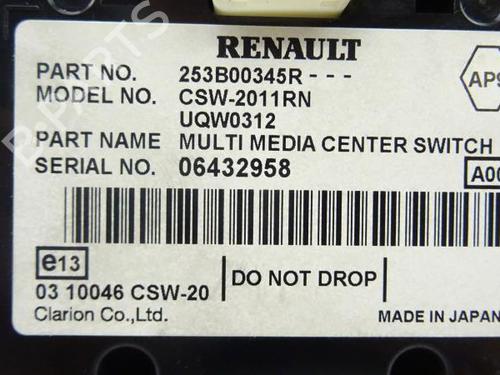 RENAULT
PART NO. 253B00345R - - -
MODEL NO. CSW-2011RN
UQW0312
PART NAME MULTI MEDIA CENTER SWITCH
SERIAL NO. 06432958
e13
03 10046 CSW-20
DO NOT DROP
Clarion Co.,Ltd.
MADE IN JAPAN